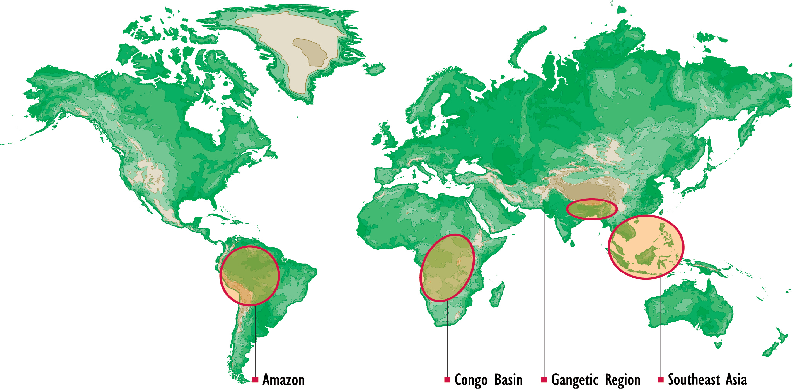 Amazon
Congo Basin
Gangetic Region
Southeast Asia